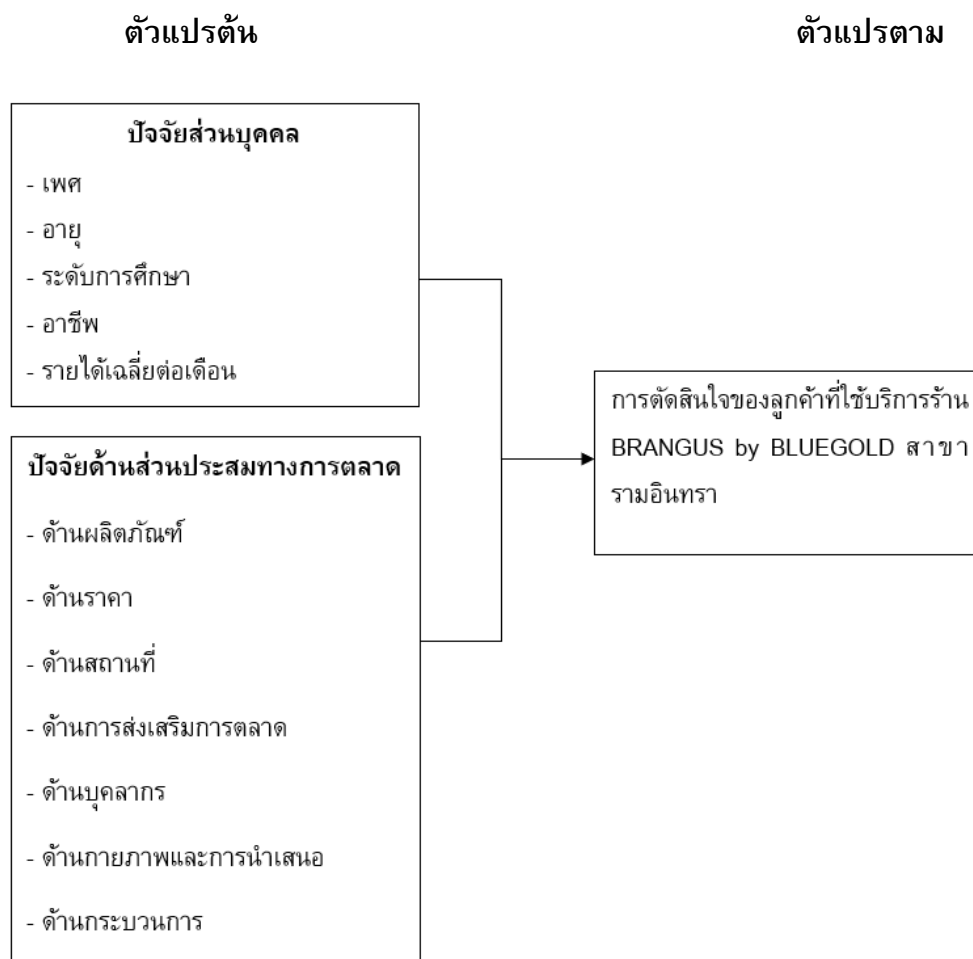 ตัวแปรต้น
ตัวแปรตาม
ปัจจัยส่วนบุคคล
- เพศ
- อายุ
- ระดับการศึกษา
- อาชีพ
- รายได้เฉลี่ยต่อเดือน
ปัจจัยด้านส่วนประสมทางการตลาด
- ด้านผลิตภัณฑ์
- ด้านราคา
- ด้านสถานที่
- ด้านการส่งเสริมการตลาด
- ด้านบุคลากร
- ด้านกายภาพและการนำเสนอ
- ด้านกระบวนการ
การตัดสินใจของลูกค้าที่ใช้บริการร้าน
BRANGUS by BLUEGOLD สาขา
รามอินทรา